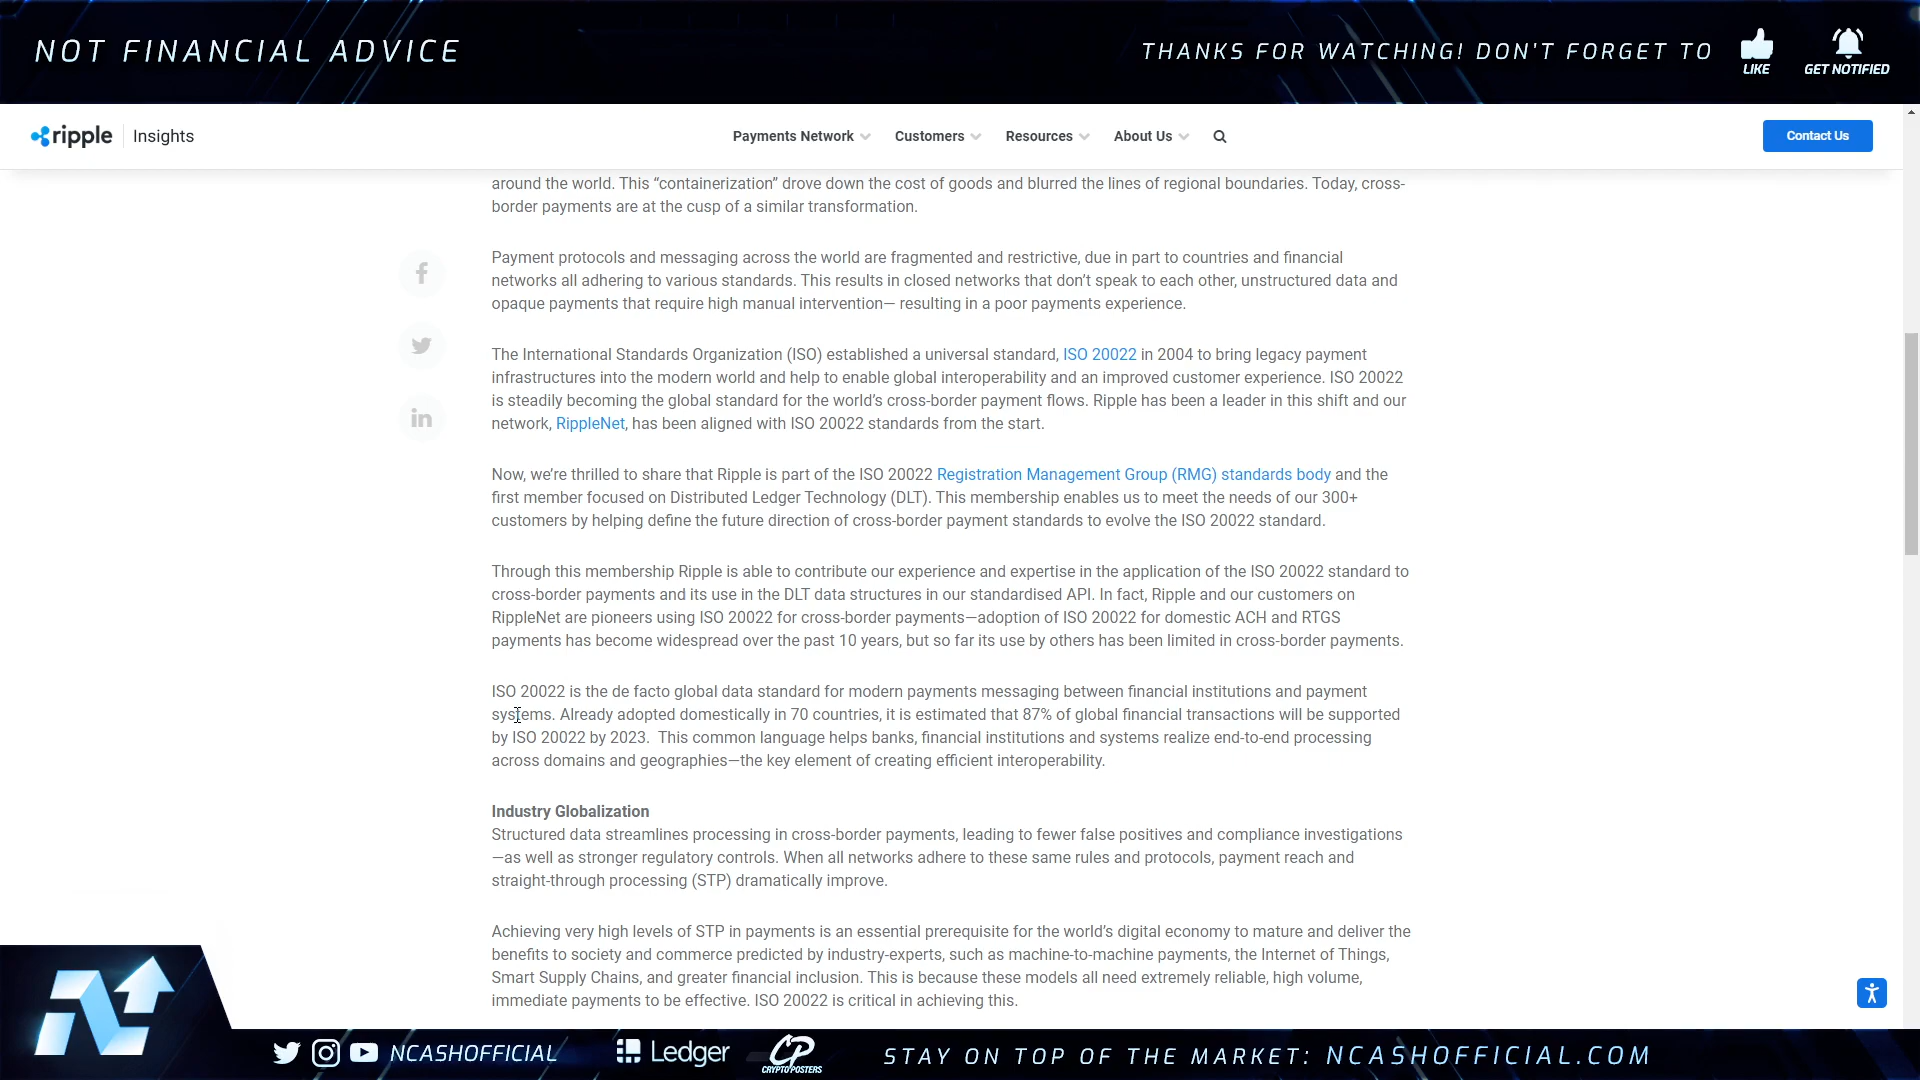 NOT FINANCIAL ADVICE
THANKS FOR WATCHING! DON'T FORGET TO
LIKE
GET NOTIFIED
ripple | Insights
Payments Network
Customers
Resources
About Us
Contact Us
around the world. This “containerization” drove down the cost of goods and blurred the lines of regional boundaries. Today, cross-
border payments are at the cusp of a similar transformation.
Payment protocols and messaging across the world are fragmented and restrictive, due in part to countries and financial
networks all adhering to various standards. This results in closed networks that don’t speak to each other, unstructured data and
opaque payments that require high manual intervention— resulting in a poor payments experience.
The International Standards Organization (ISO) established a universal standard, ISO 20022 in 2004 to bring legacy payment
infrastructures into the modern world and help to enable global interoperability and an improved customer experience. ISO 20022
is steadily becoming the global standard for the world’s cross-border payment flows. Ripple has been a leader in this shift and our
network, RippleNet, has been aligned with ISO 20022 standards from the start.
Now, we’re thrilled to share that Ripple is part of the ISO 20022 Registration Management Group (RMG) standards body and the
first member focused on Distributed Ledger Technology (DLT). This membership enables us to meet the needs of our 300+
customers by helping define the future direction of cross-border payment standards to evolve the ISO 20022 standard.
Through this membership Ripple is able to contribute our experience and expertise in the application of the ISO 20022 standard to
cross-border payments and its use in the DLT data structures in our standardised API. In fact, Ripple and our customers on
RippleNet are pioneers using ISO 20022 for cross-border payments—adoption of ISO 20022 for domestic ACH and RTGS
payments has become widespread over the past 10 years, but so far its use by others has been limited in cross-border payments.
ISO 20022 is the de facto global data standard for modern payments messaging between financial institutions and payment
systems. Already adopted domestically in 70 countries, it is estimated that 87% of global financial transactions will be supported
by ISO 20022 by 2023.  This common language helps banks, financial institutions and systems realize end-to-end processing
across domains and geographies—the key element of creating efficient interoperability.
Industry Globalization
Structured data streamlines processing in cross-border payments, leading to fewer false positives and compliance investigations
—as well as stronger regulatory controls. When all networks adhere to these same rules and protocols, payment reach and
straight-through processing (STP) dramatically improve.
Achieving very high levels of STP in payments is an essential prerequisite for the world’s digital economy to mature and deliver the
benefits to society and commerce predicted by industry-experts, such as machine-to-machine payments, the Internet of Things,
Smart Supply Chains, and greater financial inclusion. This is because these models all need extremely reliable, high volume,
immediate payments to be effective. ISO 20022 is critical in achieving this.
NCASHOFFICIAL
Ledger
CP
CRYPTO POSTERS
STAY ON TOP OF THE MARKET: NCASHOFFICIAL.COM